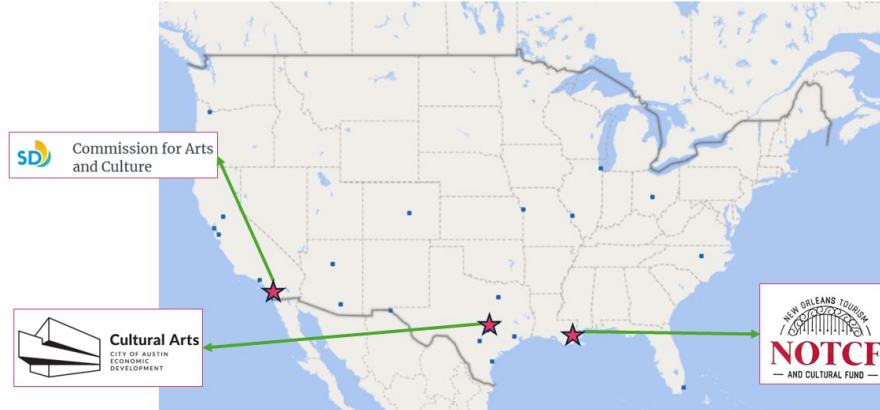 SD
Commission for Arts
and Culture
Cultural Arts
CITY OF AUSTIN
ECONOMIC
DEVELOPMENT
NEW ORLEANS TOURISM
NOTCF
AND CULTURAL FUND